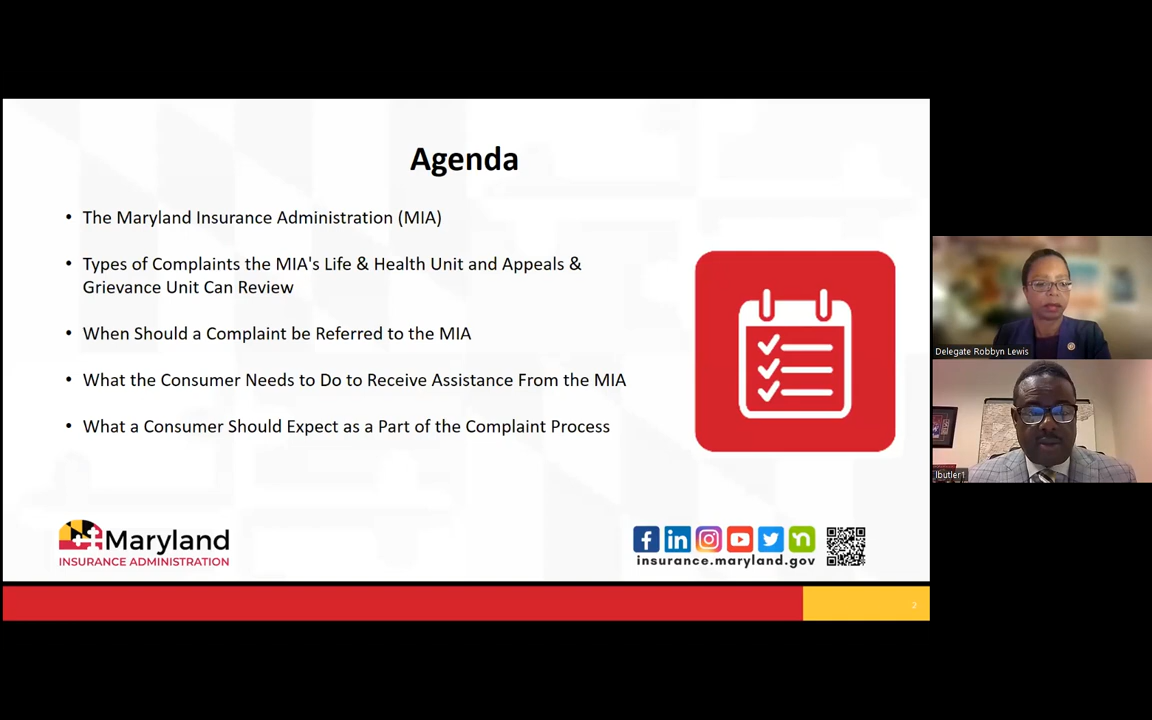 Agenda
• The Maryland Insurance Administration (MIA)
• Types of Complaints the MIA's Life & Health Unit and Appeals &
Grievance Unit Can Review
• When Should a Complaint be Referred to the MIA
• What the Consumer Needs to Do to Receive Assistance From the MIA
• What a Consumer Should Expect as a Part of the Complaint Process
Maryland
INSURANCE ADMINISTRATION
insurance.maryland.gov
2
Delegate Robbyn Lewis
lbutler1